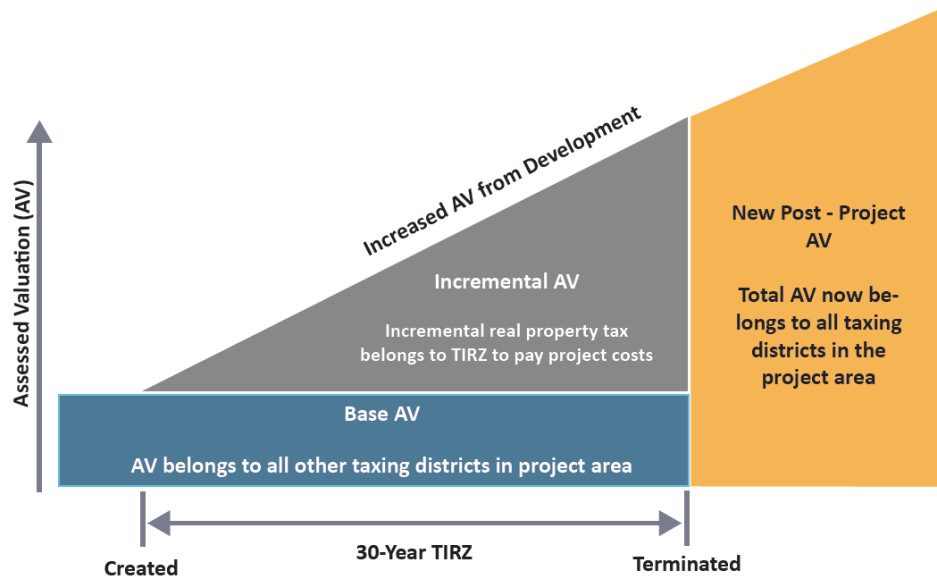 Assessed Valuation (AV)
Increased AV from Development
Incremental AV
Incremental real property tax
belongs to TIRZ to pay project costs
New Post - Project
AV
Total AV now be-
longs to all taxing
districts in the
project area
Base AV
AV belongs to all other taxing districts in project area
30-Year TIRZ
Created
Terminated